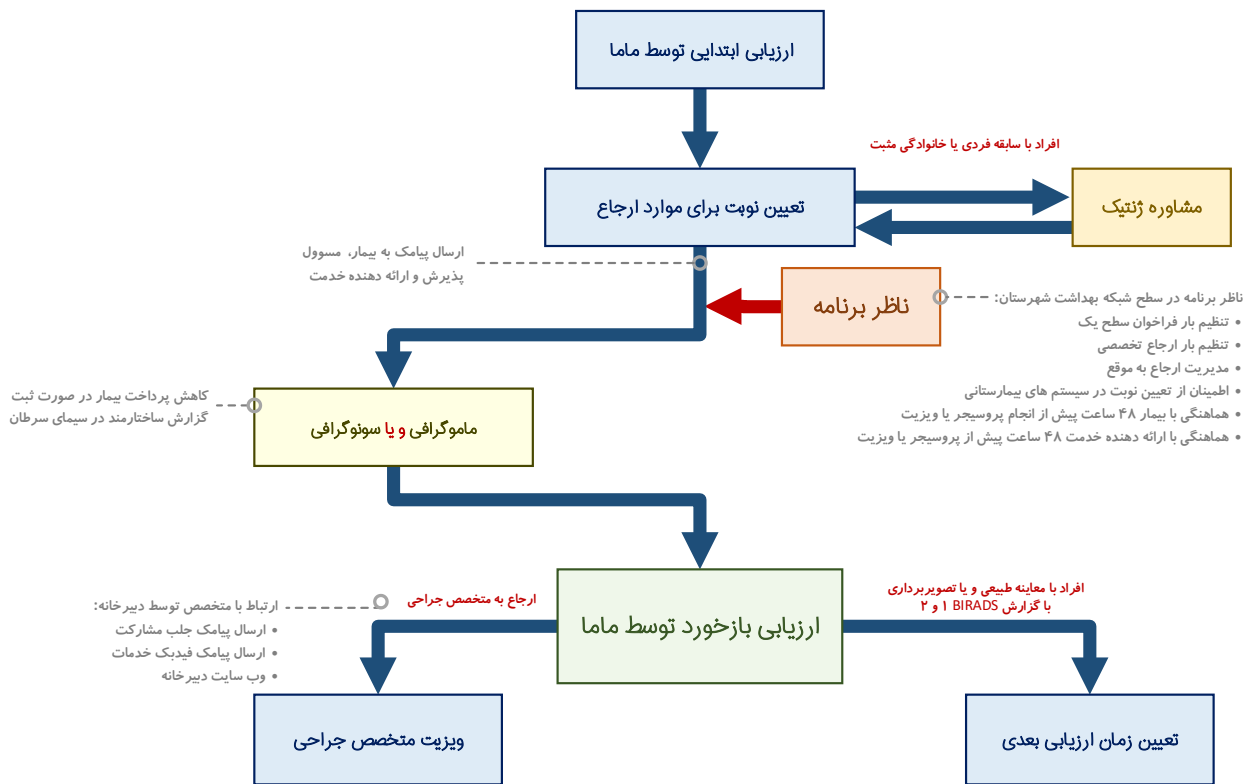 ارزیابی ابتدایی توسط ماما
افراد با سابقه فردی یا خانوادگی مثبت
تعیین نوبت برای موارد ارجاع
مشاوره ژنتیک
ارسال پیامک به بیمار، مسوول
پذیرش و ارائه دهنده خدمت
ناظر برنامه
ناظر برنامه در سطح شبکه بهداشت شهرستان:
• تنظیم بار فراخوان سطح یک
• تنظیم بار ارجاع تخصصی
• مدیریت ارجاع به موقع
• اطمینان از تعیین نوبت در سیستم های بیمارستانی
• هماهنگی با بیمار ۴۸ ساعت پیش از انجام پروسیجر یا ویزیت
• هماهنگی با ارائه دهنده خدمت ۴۸ ساعت پیش از پروسیجر یا ویزیت
ماموگرافی و یا سونوگرافی
کاهش پرداخت بیمار در صورت ثبت
گزارش ساختارمند در سیمای سرطان
ارزیابی بازخورد توسط ماما
افراد با معاینه طبیعی و یا تصویربرداری
با گزارش BIRADS ۱ و ۲
ارجاع به متخصص جراحی
ارتباط با متخصص توسط دبیرخانه:
• ارسال پیامک جلب مشارکت
• ارسال پیامک فیدبک خدمات
• وب سایت دبیرخانه
تعیین زمان ارزیابی بعدی
ویزیت متخصص جراحی